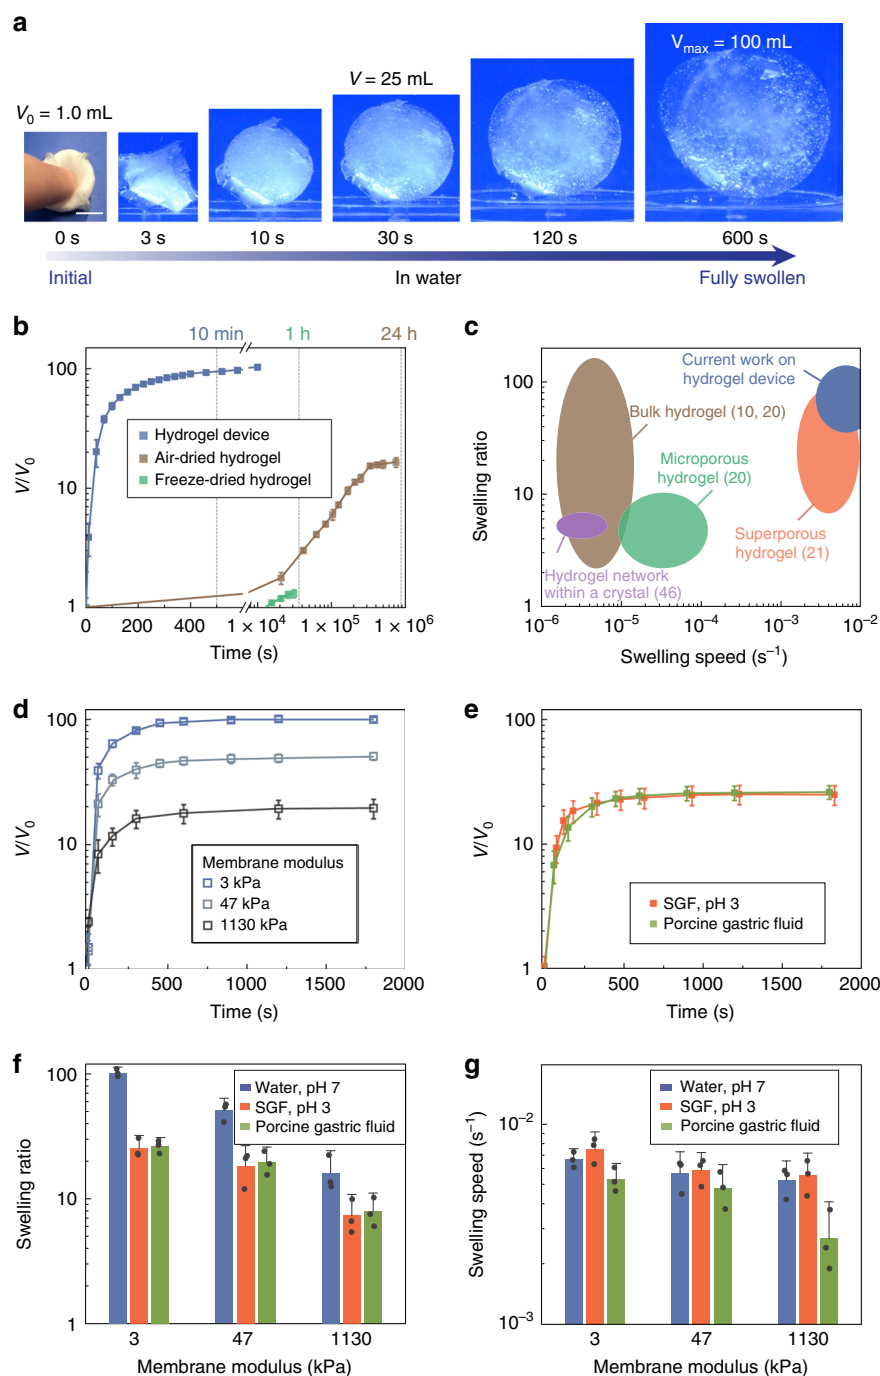 a
V₀ = 1.0 mL
V = 25 mL
Vmax = 100 mL
0 s 3 s 10 s 30 s 120 s 600 s
Initial In water Fully swollen
b
10 min 1 h 24 h
100
10
1
V/V₀
Hydrogel device
Air-dried hydrogel
Freeze-dried hydrogel
0 200 400 1 × 10⁴ 1 × 10⁵ 1 × 10⁶
Time (s)
c
100
10
1
Swelling ratio
Current work on
hydrogel device
Bulk hydrogel (10, 20)
Microporous
hydrogel
(20)
Superporous
hydrogel (21)
Hydrogel network
within a crystal (46)
10⁻⁶ 10⁻⁵ 10⁻⁴ 10⁻³ 10⁻²
Swelling speed (s⁻¹)
d
100
10
1
V/V₀
Membrane modulus
3 kPa
47 kPa
1130 kPa
0 500 1000 1500 2000
Time (s)
e
100
10
1
V/V₀
SGF, pH 3
Porcine gastric fluid
0 500 1000 1500 2000
Time (s)
f
100
10
1
Swelling ratio
Water, pH 7
SGF, pH 3
Porcine gastric fluid
3 47 1130
Membrane modulus (kPa)
g
10⁻²
10⁻³
Swelling speed (s⁻¹)
Water, pH 7
SGF, pH 3
Porcine gastric fluid
3 47 1130
Membrane modulus (kPa)